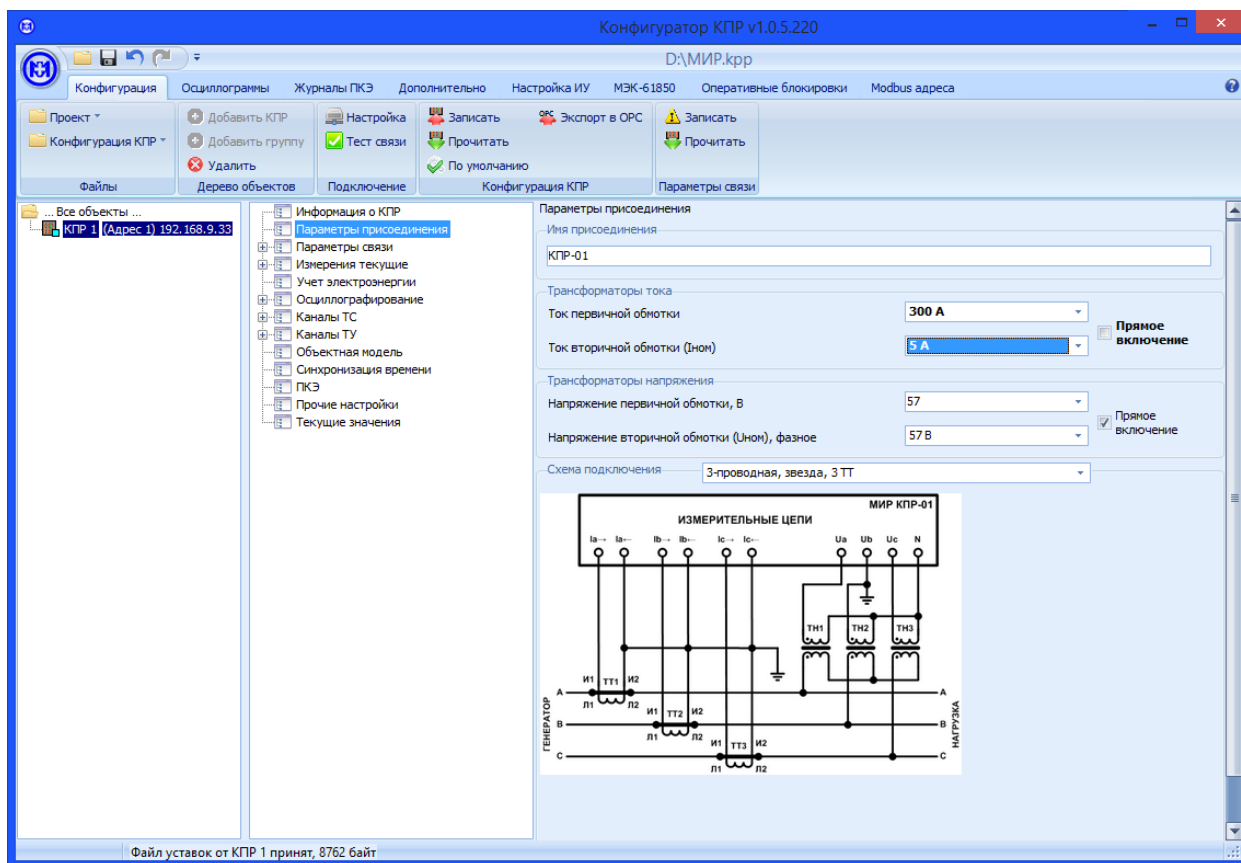 Конфигуратор КПР v1.0.5.220
D:\МИР.kpp
Конфигурация Осциллограммы Журналы ПКЭ Дополнительно Настройка ИУ МЭК-61850 Оперативные блокировки Modbus адреса
Проект
Конфигурация КПР
Файлы
Добавить КПР
Добавить группу
Удалить
Дерево объектов
Настройка
Тест связи
Подключение
Записать
Прочитать
По умолчанию
OPC Экспорт в OPC
Конфигурация КПР
Записать
Прочитать
Параметры связи
... Все объекты ...
КПР 1 (Адрес 1) 192.168.9.33
Информация о КПР
Параметры присоединения
Параметры связи
Измерения текущие
Учет электроэнергии
Осциллографирование
Каналы ТС
Каналы ТУ
Объектная модель
Синхронизация времени
ПКЭ
Прочие настройки
Текущие значения
Параметры присоединения
Имя присоединения
КПР-01
Трансформаторы тока
Ток первичной обмотки 300 А
Ток вторичной обмотки (Iном) 5 А
Прямое
включение
Трансформаторы напряжения
Напряжение первичной обмотки, В 57
Напряжение вторичной обмотки (Uном), фазное 57 В
Прямое
включение
Схема подключения 3-проводная, звезда, 3 ТТ
МИР КПР-01
ИЗМЕРИТЕЛЬНЫЕ ЦЕПИ
Ia→ Ia← Ib→ Ib← Ic→ Ic← Ua Ub Uc N
ТН1 ТН2 ТН3
И1 ТТ1 И2
A A
Л1 Л2
И1 ТТ2 И2
B B
Л1 Л2
И1 ТТ3 И2
C C
Л1 Л2
ГЕНЕРАТОР
НАГРУЗКА
Файл уставок от КПР 1 принят, 8762 байт